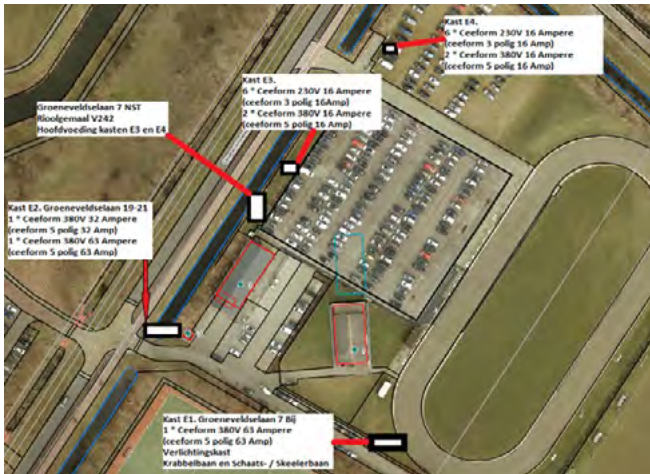 Kast E4.
6 * Ceeform 230V 16 Ampere
(ceeform 3 polig 16 Amp)
2 * Ceeform 380V 16 Ampere
(ceeform 5 polig 16 Amp)
Kast E3.
6 * Ceeform 230V 16 Ampere
(ceeform 3 polig 16Amp)
2 * Ceeform 380V 16 Ampere
(ceeform 5 polig 16 Amp)
Groeneveldselaan 7 NST
Rioolgemaal V242
Hoofdvoeding kasten E3 en E4
Kast E2. Groeneveldselaan 19-21
1 * Ceeform 380V 32 Ampere
(ceeform 5 polig 32 Amp)
1 * Ceeform 380V 63 Ampere
(ceeform 5 polig 63 Amp)
Kast E1. Groeneveldselaan 7 Bij
1 * Ceeform 380V 63 Ampere
(ceeform 5 polig 63 Amp)
Verlichtingskast
Krabbelbaan en Schaats- / Skeelerbaan